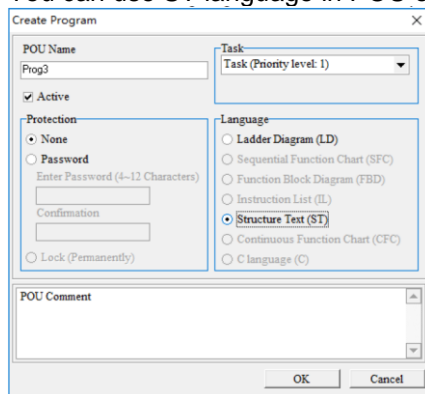 Create Program
POU Name
Prog3
Active
Task
Task (Priority level: 1)
Protection
None
Password
Enter Password (4~12 Characters)
Confirmation
Lock (Permanently)
Language
Ladder Diagram (LD)
Sequential Function Chart (SFC)
Function Block Diagram (FBD)
Instruction List (IL)
Structure Text (ST)
Continuous Function Chart (CFC)
C language (C)
POU Comment
OK Cancel